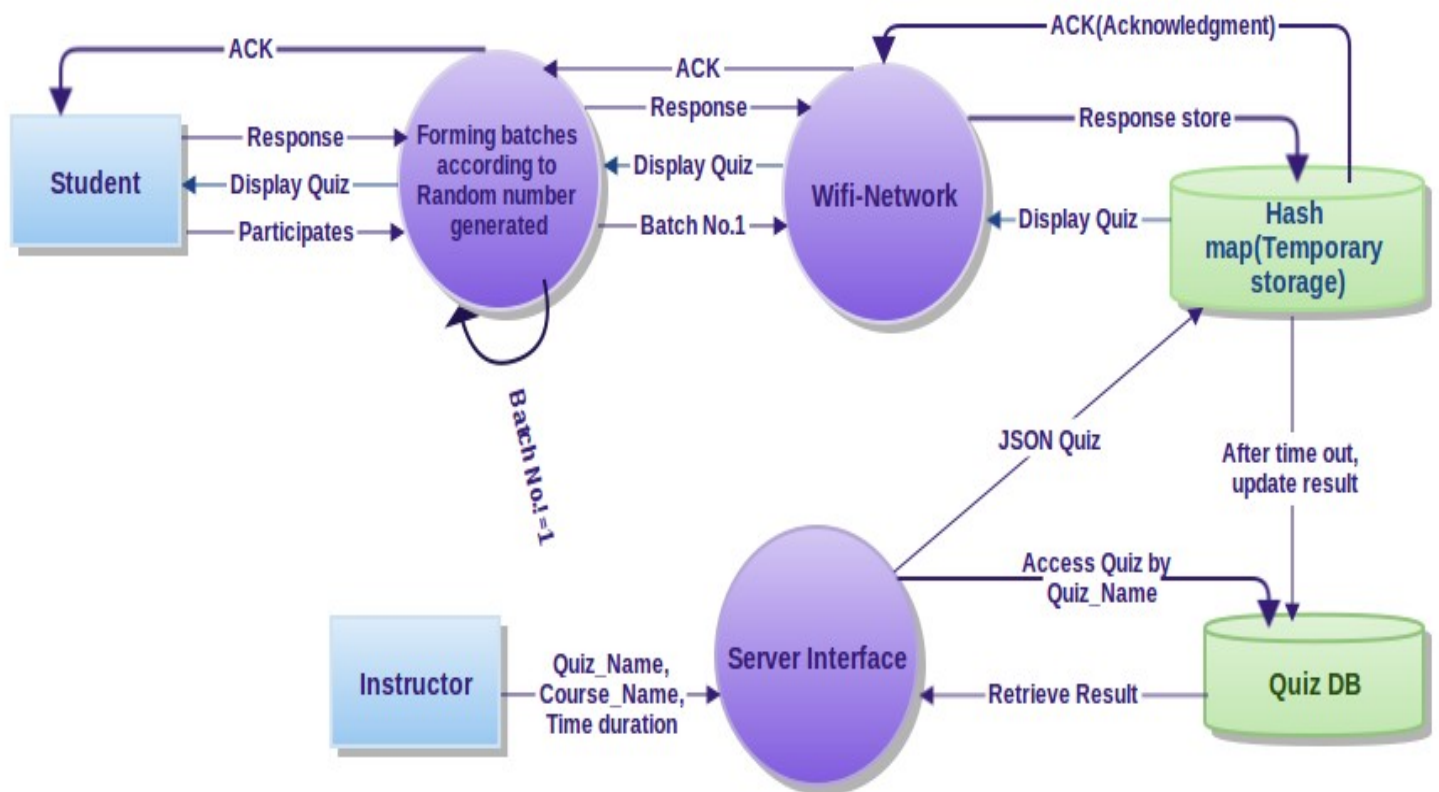 ACK(Acknowledgment)
ACK
ACK
Response
Response store
Response
Forming batches
according to
Random number
generated
Display Quiz
Display Quiz
Student
Wifi-Network
Hash
map(Temporary
storage)
Display Quiz
Participates
Batch No.1
Batch No.!=1
JSON Quiz
After time out,
update result
Access Quiz by
Quiz_Name
Instructor
Quiz_Name,
Course_Name,
Time duration
Server Interface
Retrieve Result
Quiz DB